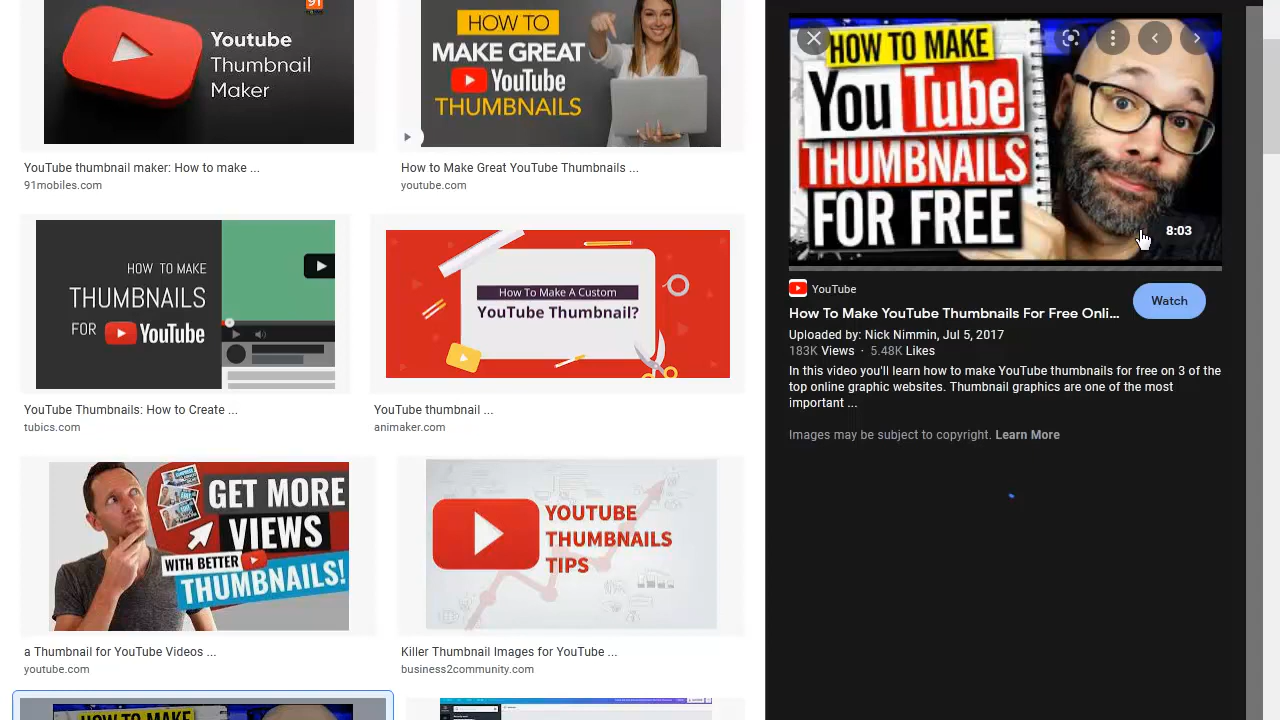 91
Youtube
Thumbnail
Maker
YouTube thumbnail maker: How to make ...
91mobiles.com
HOW TO
MAKE GREAT
YouTube
THUMBNAILS
How to Make Great YouTube Thumbnails ...
youtube.com
HOW TO MAKE
THUMBNAILS
FOR YouTube
YouTube Thumbnails: How to Create ...
tubics.com
How To Make A Custom
YouTube Thumbnail?
YouTube thumbnail ...
animaker.com
GET MORE
VIEWS
WITH BETTER
THUMBNAILS!
a Thumbnail for YouTube Videos ...
youtube.com
YOUTUBE
THUMBNAILS
TIPS
Killer Thumbnail Images for YouTube ...
business2community.com
HOW TO MAKE
HOW TO MAKE
YouTube
THUMBNAILS
FOR FREE
8:03
YouTube
How To Make YouTube Thumbnails For Free Onli...
Watch
Uploaded by: Nick Nimmin, Jul 5, 2017
183K Views · 5.48K Likes
In this video you'll learn how to make YouTube thumbnails for free on 3 of the
top online graphic websites. Thumbnail graphics are one of the most
important ...
Images may be subject to copyright. Learn More